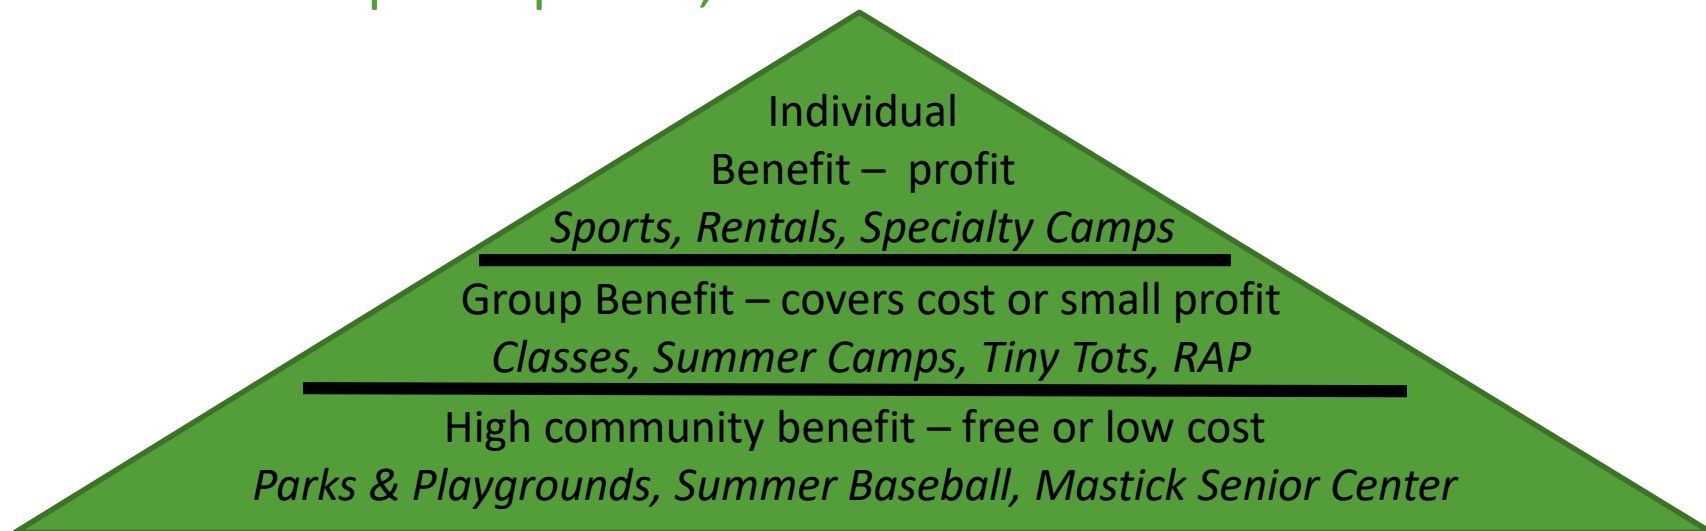 Individual
Benefit – profit
Sports, Rentals, Specialty Camps
Group Benefit – covers cost or small profit
Classes, Summer Camps, Tiny Tots, RAP
High community benefit – free or low cost
Parks & Playgrounds, Summer Baseball, Mastick Senior Center